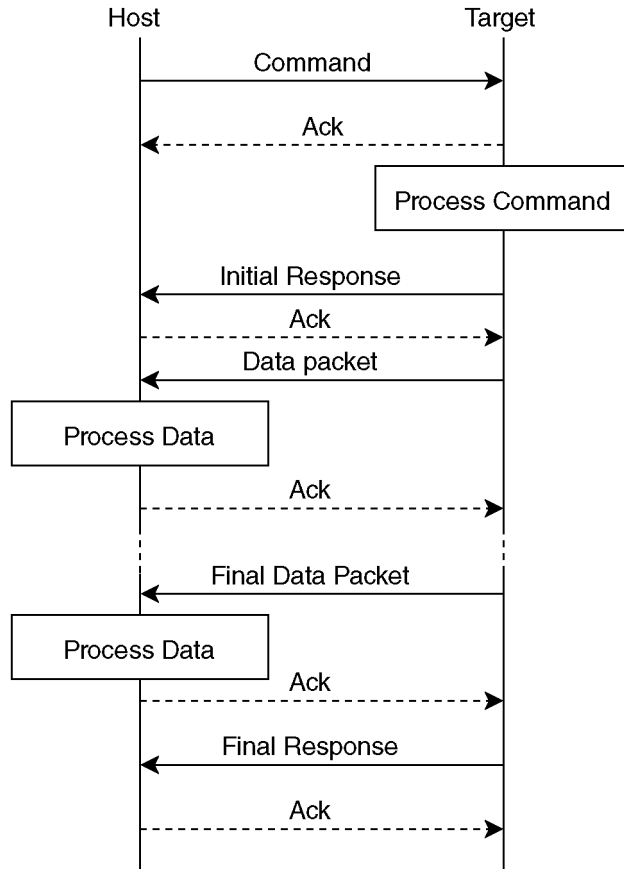 Host
Target
Command
Ack
Process Command
Initial Response
Ack
Data packet
Process Data
Ack
Final Data Packet
Process Data
Ack
Final Response
Ack